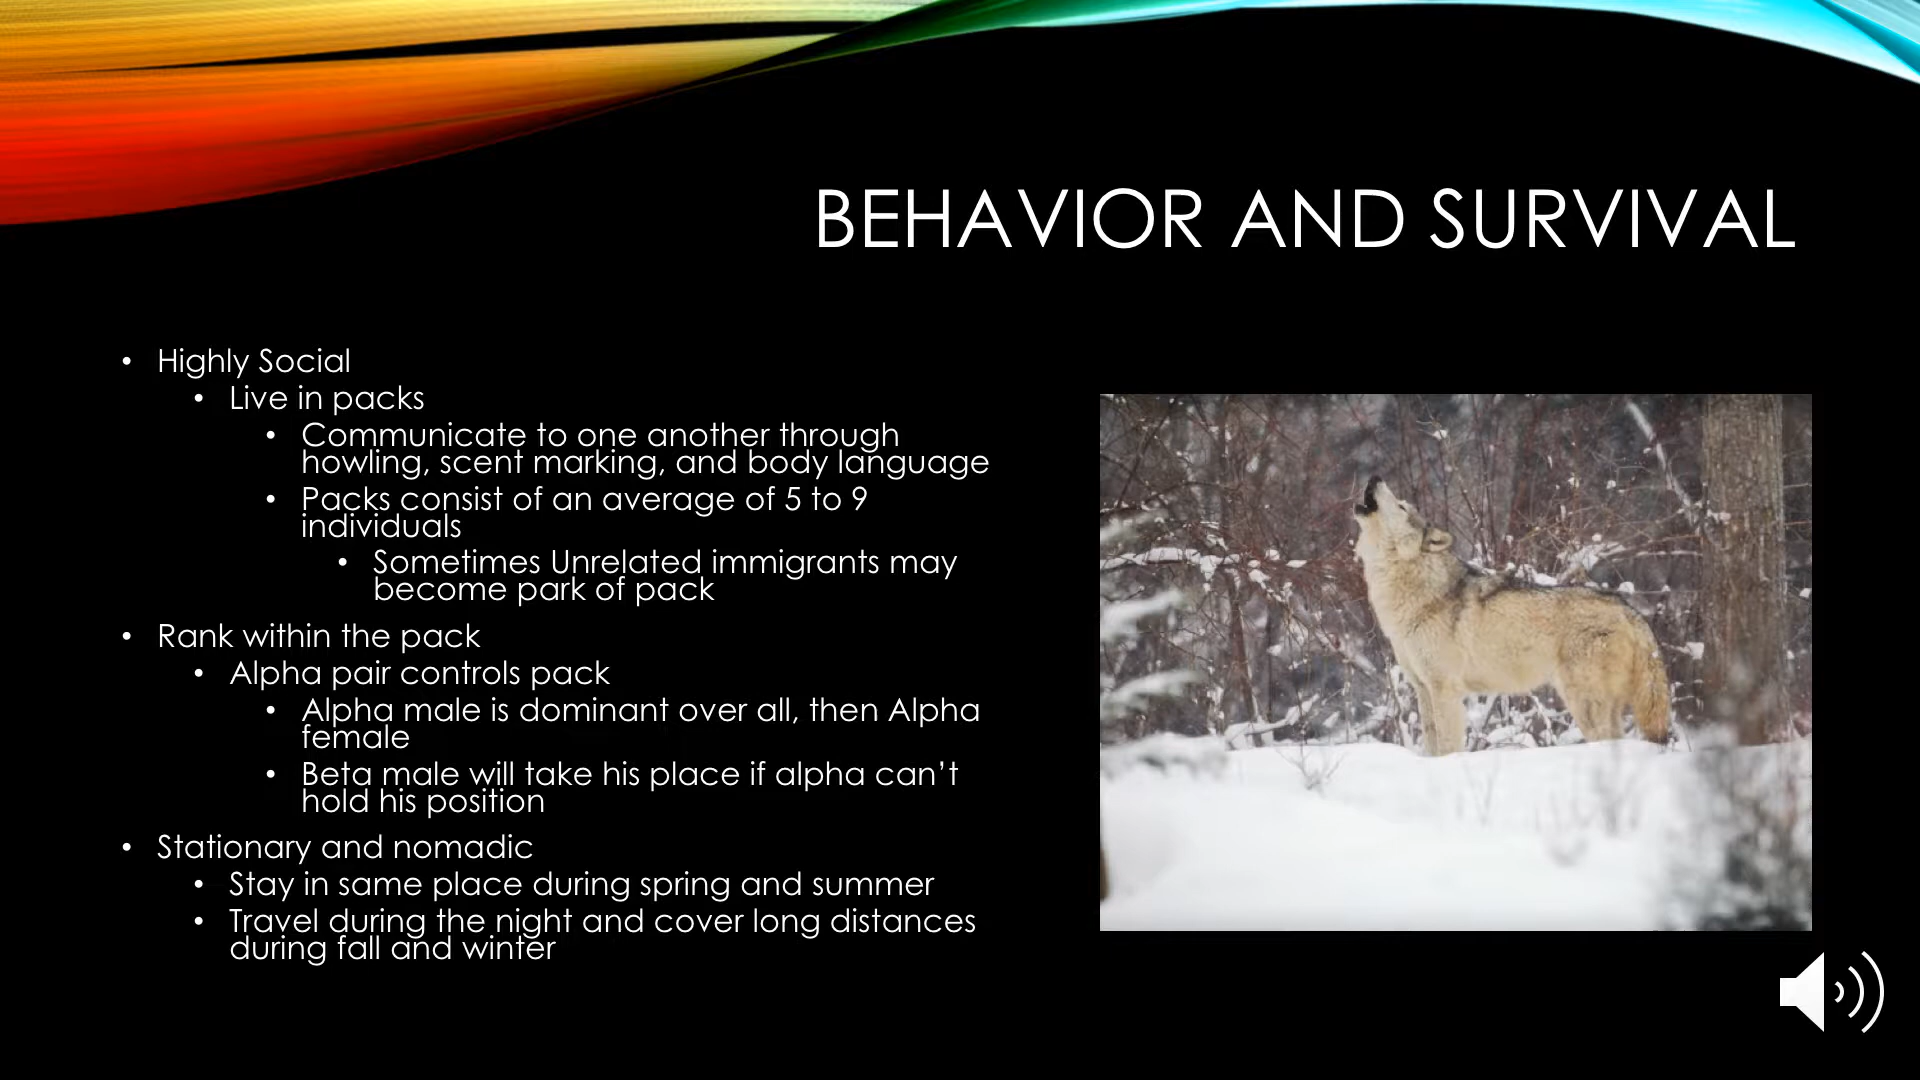 BEHAVIOR AND SURVIVAL
• Highly Social
• Live in packs
• Communicate to one another through
howling, scent marking, and body language
• Packs consist of an average of 5 to 9
individuals
• Sometimes Unrelated immigrants may
become park of pack
• Rank within the pack
• Alpha pair controls pack
• Alpha male is dominant over all, then Alpha
female
• Beta male will take his place if alpha can’t
hold his position
• Stationary and nomadic
• Stay in same place during spring and summer
• Travel during the night and cover long distances
during fall and winter